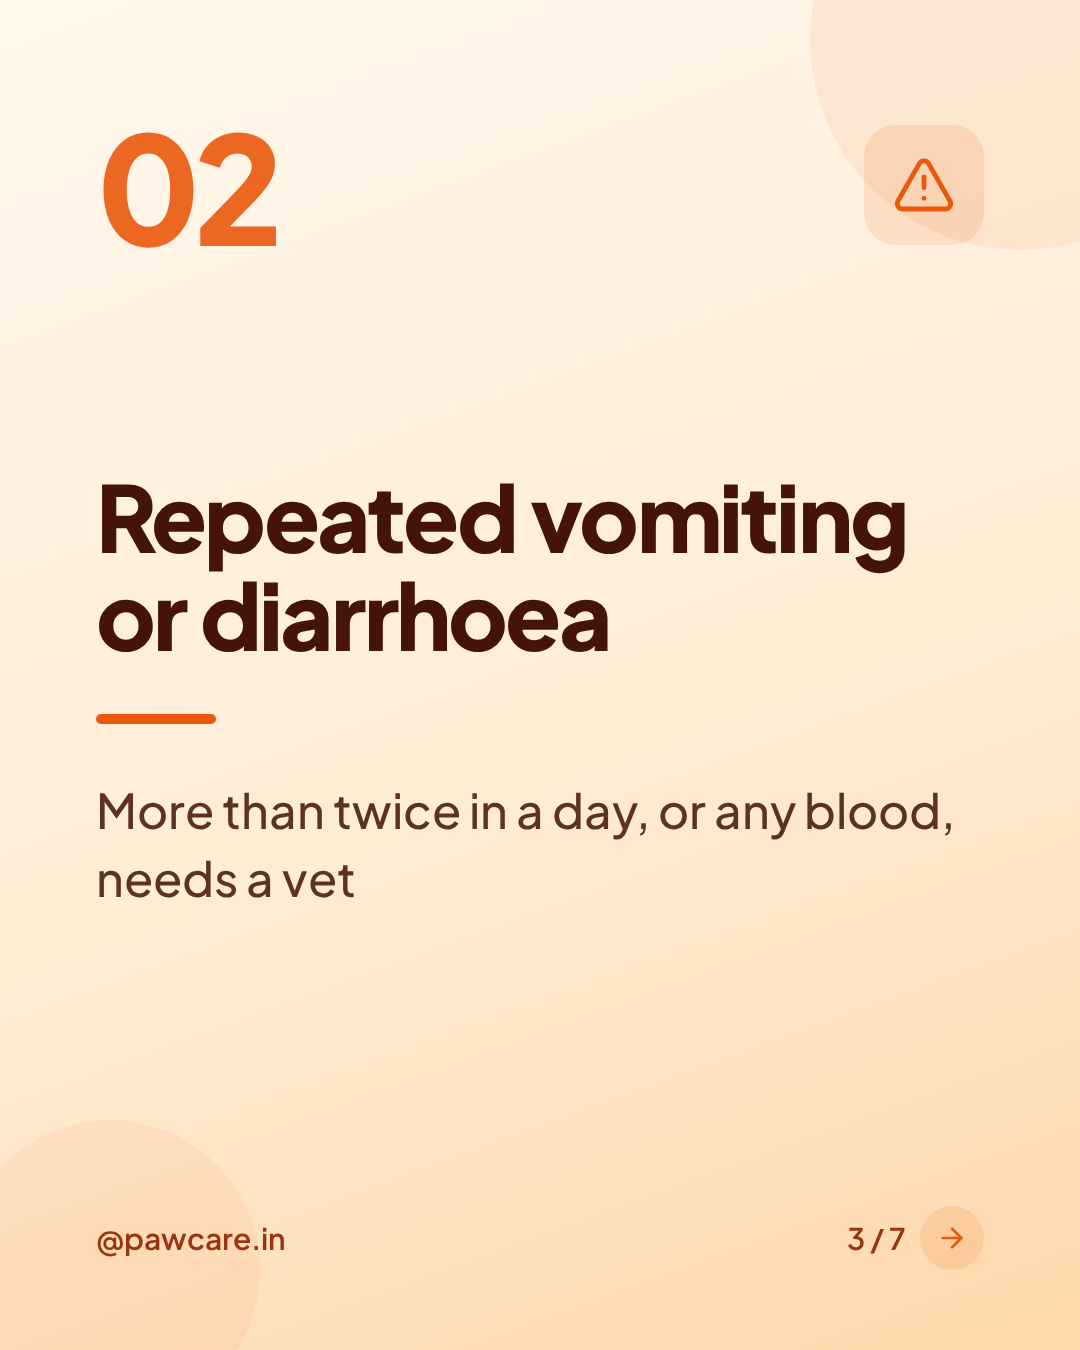 02
Repeated vomiting
or diarrhoea
More than twice in a day, or any blood,
needs a vet
@pawcare.in
3 / 7